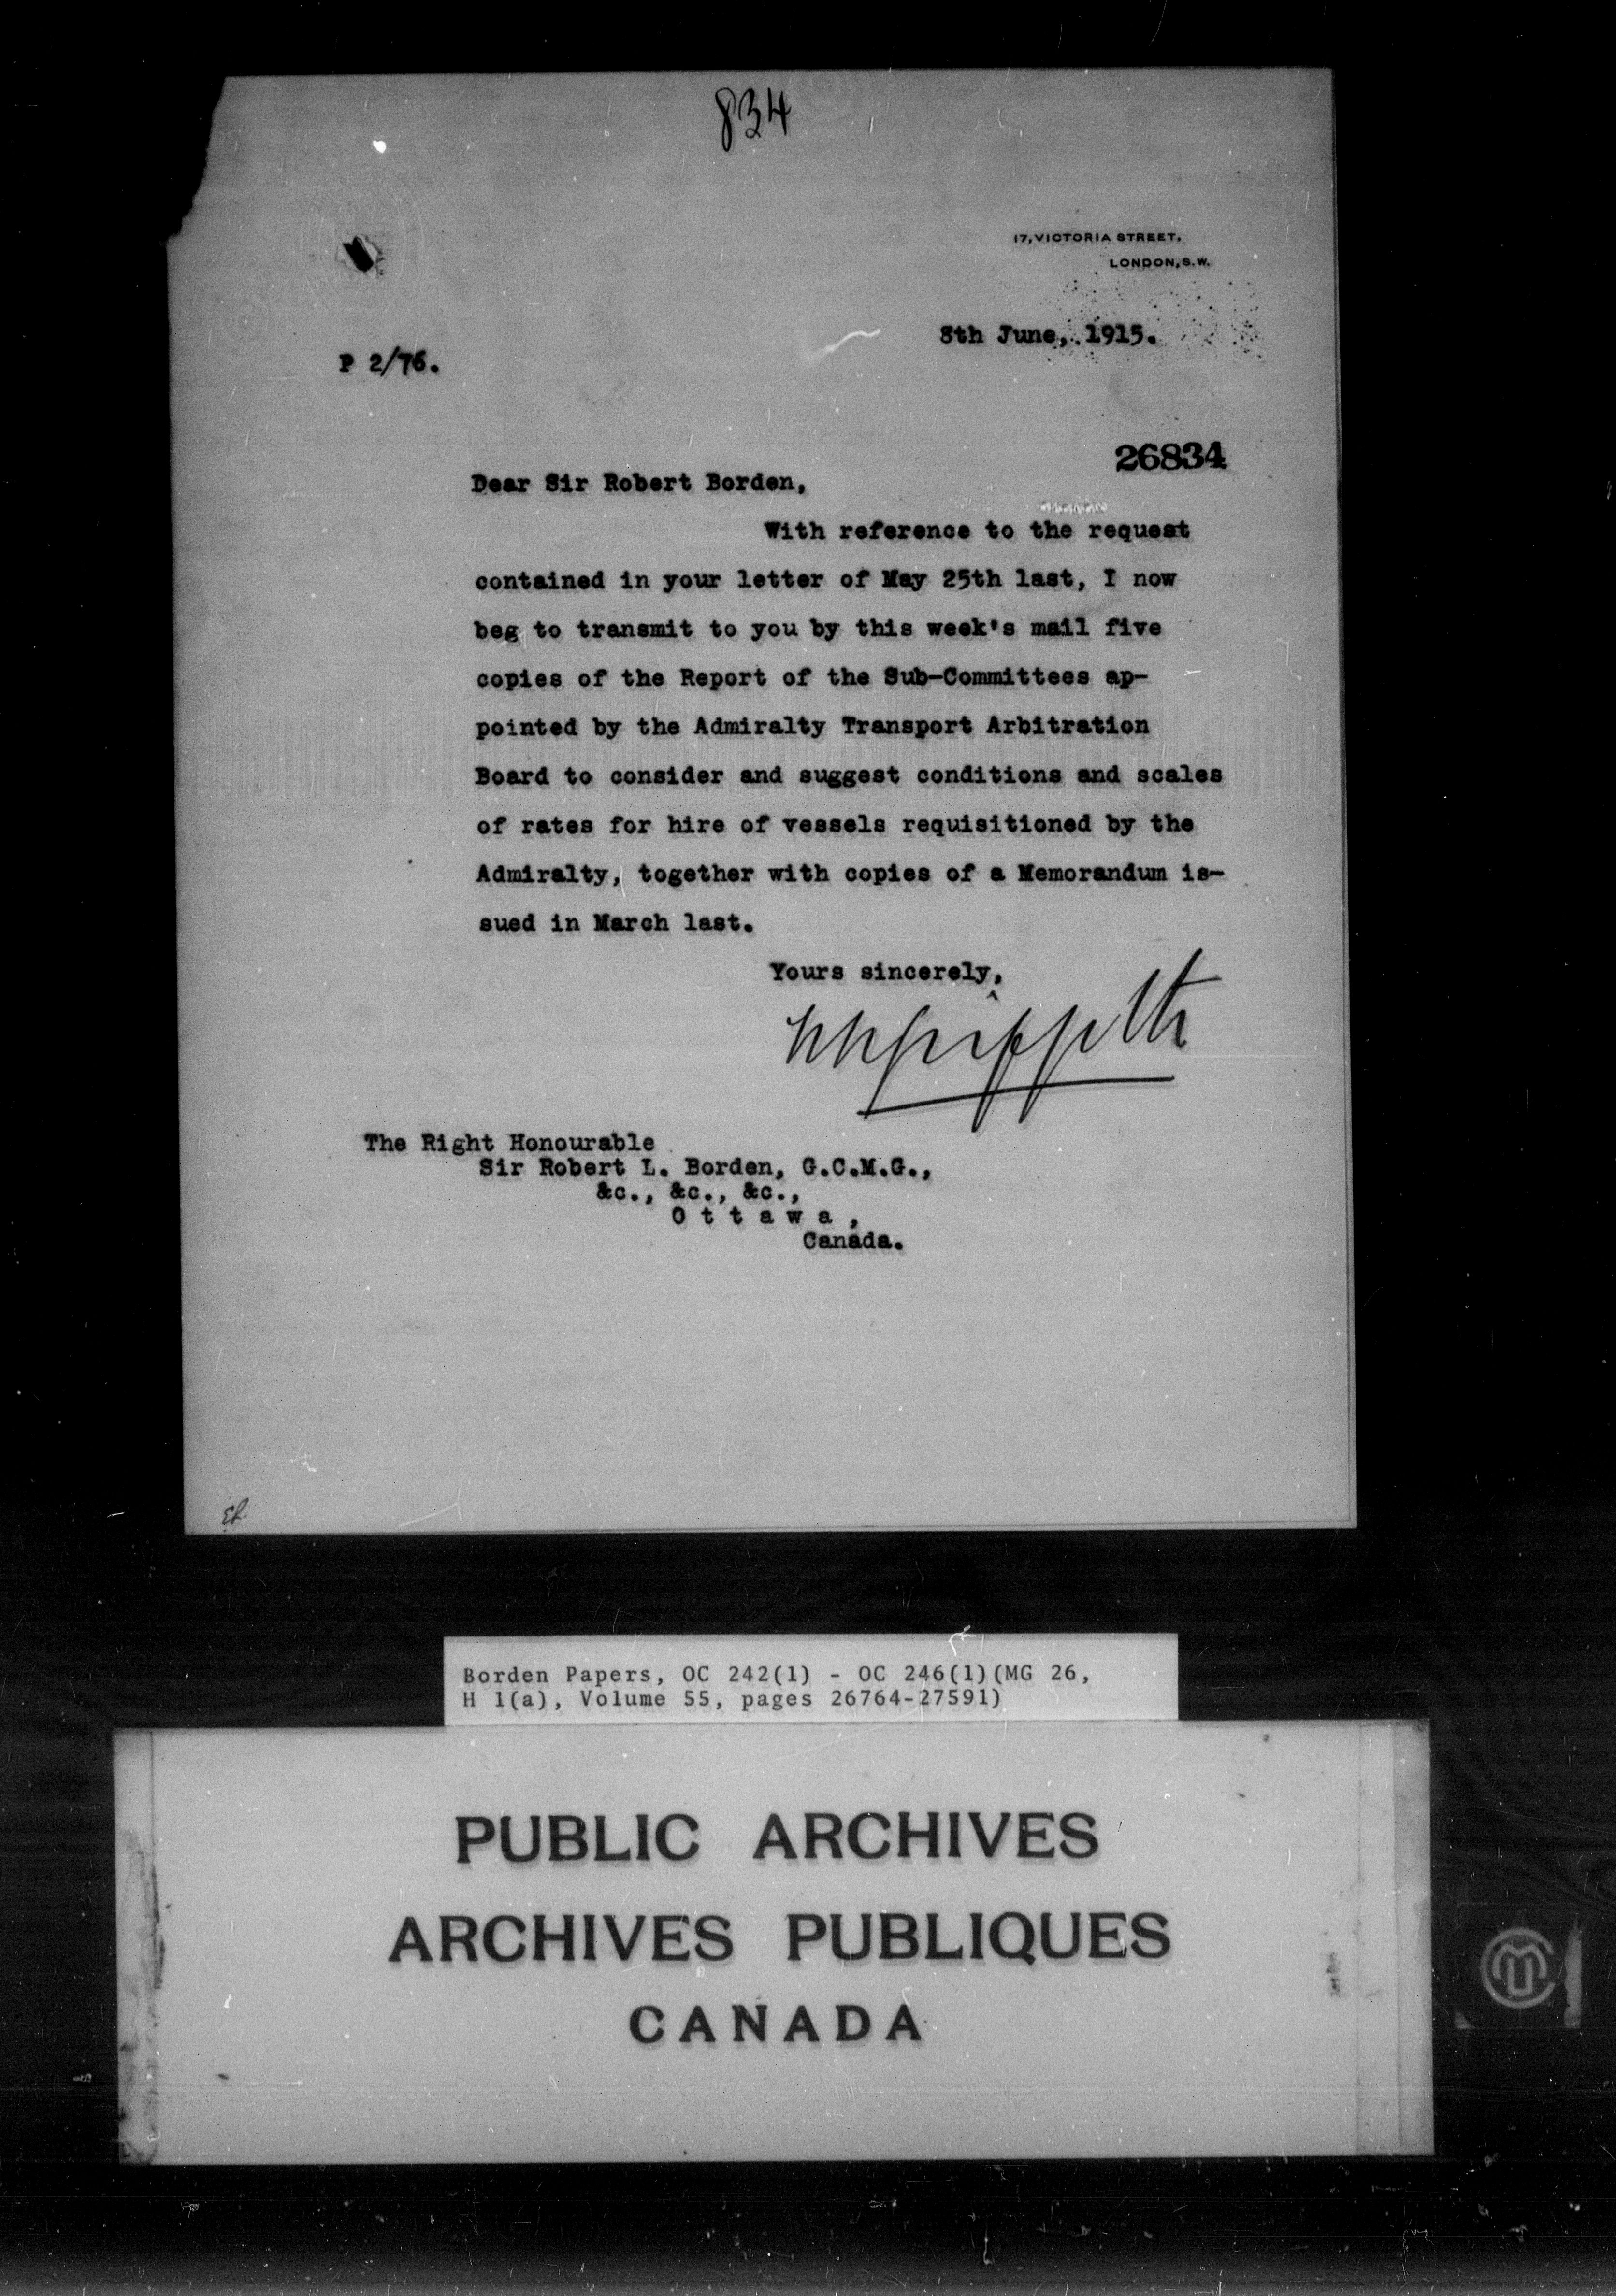 834
17, VICTORIA STREET,
LONDON, S.W.
8th June, 1915.
P 2/76.
26834
Dear Sir Robert Borden,
With reference to the request
contained in your letter of May 25th last, I now
beg to transmit to you by this week's mail five
copies of the Report of the Sub-Committees ap-
pointed by the Admiralty Transport Arbitration
Board to consider and suggest conditions and scales
of rates for hire of vessels requisitioned by the
Admiralty, together with copies of a Memorandum is-
sued in March last.
Yours sincerely,
WLGriffith
The Right Honourable
Sir Robert L. Borden, G.C.M.G.,
&c., &c., &c.,
O t t a w a ,
Canada.
Borden Papers, OC 242(1) - OC 246(1)(MG 26,
H 1(a), Volume 55, pages 26764-27591)
PUBLIC ARCHIVES
ARCHIVES PUBLIQUES
CANADA